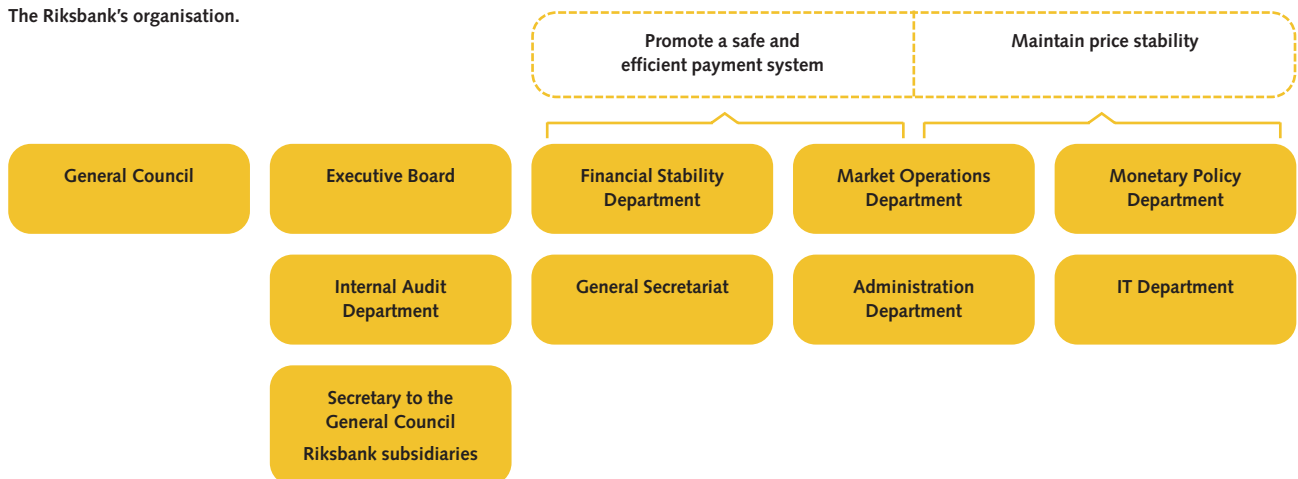 The Riksbank's organisation.
Promote a safe and
efficient payment system
Maintain price stability
General Council
Executive Board
Financial Stability
Department
Market Operations
Department
Monetary Policy
Department
Internal Audit
Department
General Secretariat
Administration
Department
IT Department
Secretary to the
General Council
Riksbank subsidiaries